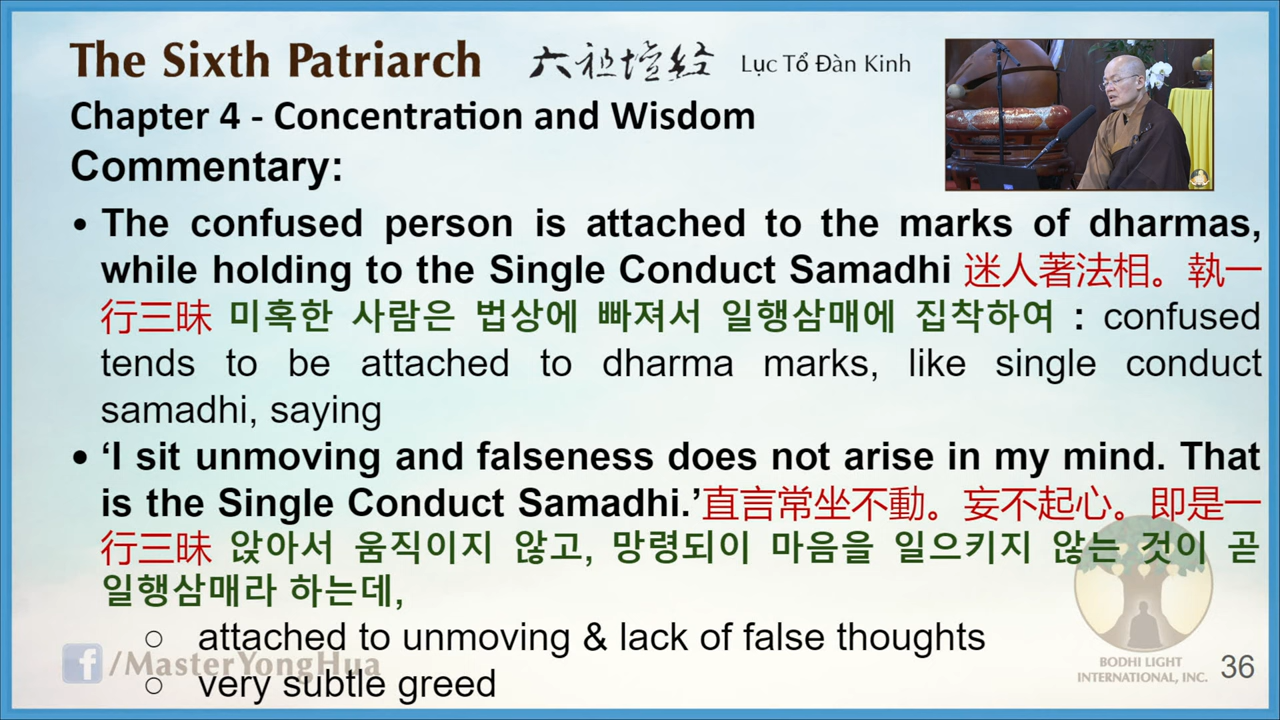 The Sixth Patriarch 六祖壇经 Lục Tổ Đàn Kinh
Chapter 4 - Concentration and Wisdom
Commentary:
• The confused person is attached to the marks of dharmas,
while holding to the Single Conduct Samadhi 迷人著法相。執一
行三昧 미혹한 사람은 법상에 빠져서 일행삼매에 집착하여 : confused
tends to be attached to dharma marks, like single conduct
samadhi, saying
• ‘I sit unmoving and falseness does not arise in my mind. That
is the Single Conduct Samadhi.’直言常坐不動。妄不起心。即是一
行三昧 앉아서 움직이지 않고, 망령되이 마음을 일으키지 않는 것이 곧
일행삼매라 하는데,
○ attached to unmoving & lack of false thoughts
f/MasterYongHua
○ very subtle greed
BODHI LIGHT
INTERNATIONAL, INC.
36